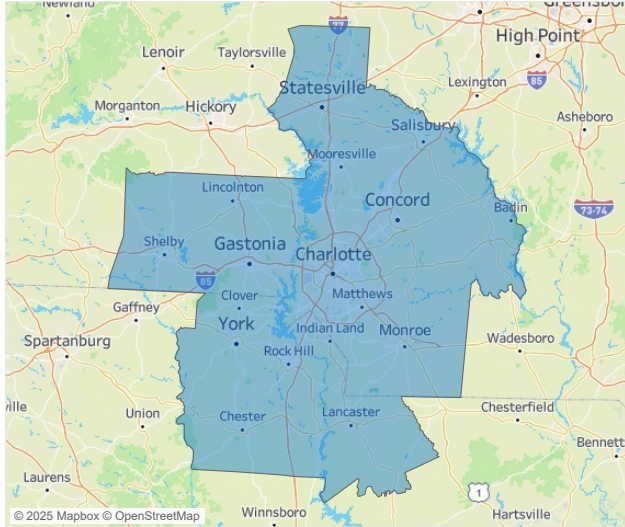 Newland
Greensboro
77
High Point
Lenoir
Taylorsville
85
Statesville
Lexington
Morganton
Hickory
Asheboro
Salisbury
Mooresville
Lincolnton
Concord
Badin
73-74
Shelby
Gastonia
Charlotte
85
Clover
Matthews
Gaffney
York
Indian Land
Monroe
Spartanburg
Rock Hill
Wadesboro
ville
Union
Chester
Lancaster
Chesterfield
Bennett
Laurens
1
Winnsboro
Hartsville
© 2025 Mapbox © OpenStreetMap